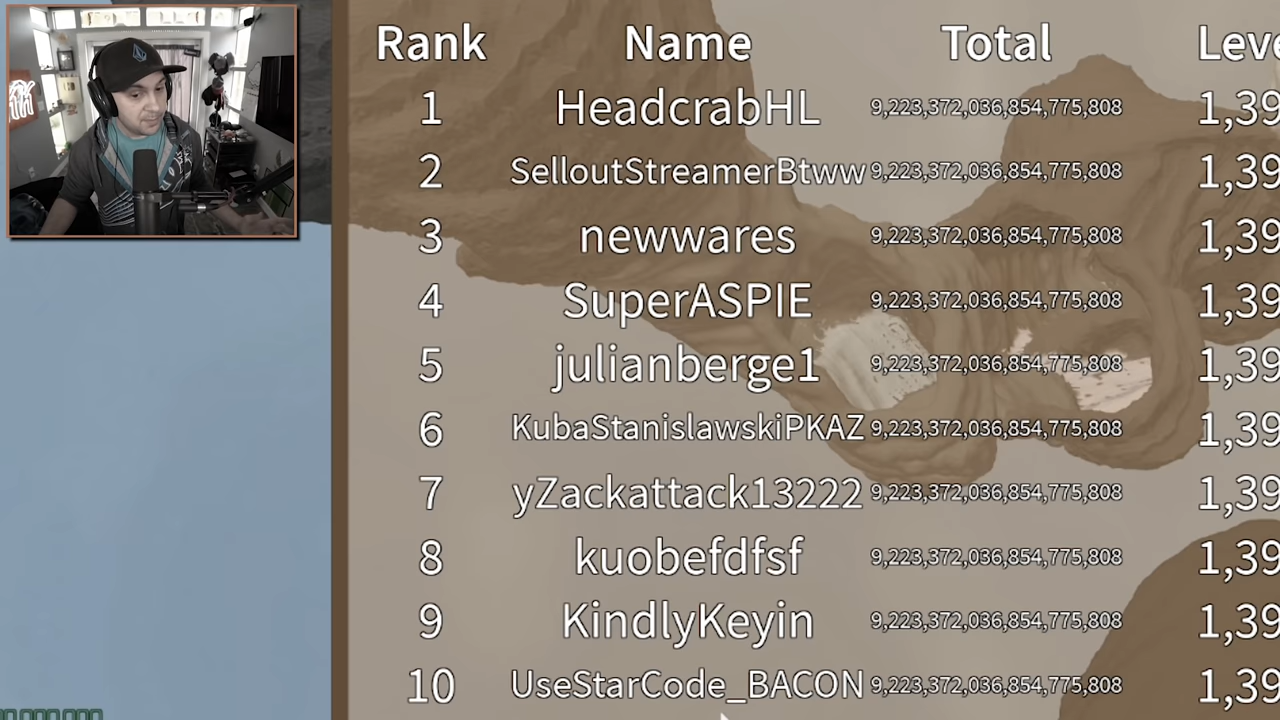 Rank Name Total Leve
1 HeadcrabHL 9,223,372,036,854,775,808 1,39
2 SelloutStreamerBtww 9,223,372,036,854,775,808 1,39
3 newwares 9,223,372,036,854,775,808 1,39
4 SuperASPIE 9,223,372,036,854,775,808 1,39
5 julianberge1 9,223,372,036,854,775,808 1,39
6 KubaStanislawskiPKAZ 9,223,372,036,854,775,808 1,39
7 yZackattack13222 9,223,372,036,854,775,808 1,39
8 kuobefdfsf 9,223,372,036,854,775,808 1,39
9 KindlyKeyin 9,223,372,036,854,775,808 1,39
10 UseStarCode_BACON 9,223,372,036,854,775,808 1,39